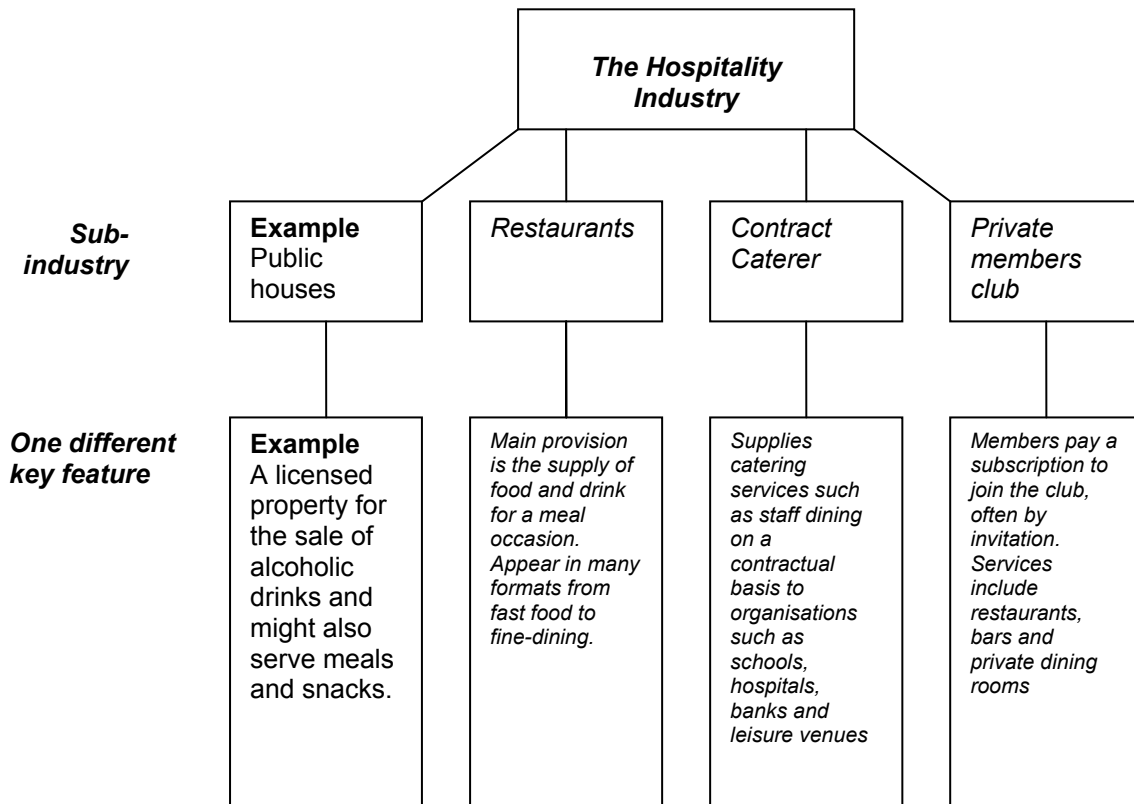 The Hospitality
Industry
Sub-
industry
Example
Public
houses
Restaurants
Contract
Caterer
Private
members
club
One different
key feature
Example
A licensed
property for
the sale of
alcoholic
drinks and
might also
serve meals
and snacks.
Main provision
is the supply of
food and drink
for a meal
occasion.
Appear in many
formats from
fast food to
fine-dining.
Supplies
catering
services such
as staff dining
on a
contractual
basis to
organisations
such as
schools,
hospitals,
banks and
leisure venues
Members pay a
subscription to
join the club,
often by
invitation.
Services
include
restaurants,
bars and
private dining
rooms